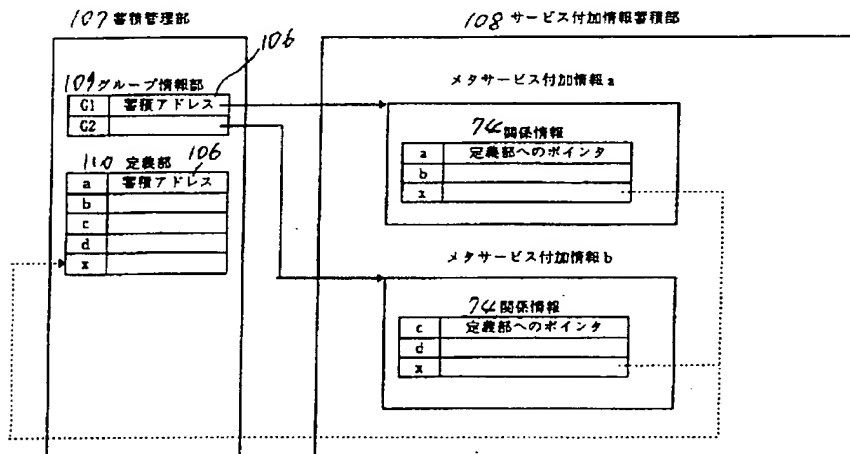 107 蓄積管理部
106
109 グループ情報部
G1 蓄積アドレス
G2
110 定義部 106
a 蓄積アドレス
b
c
d
x
108 サービス付加情報蓄積部
メタサービス付加情報a
74 関係情報
a 定義部へのポインタ
b
x
メタサービス付加情報b
74 関係情報
c 定義部へのポインタ
d
x